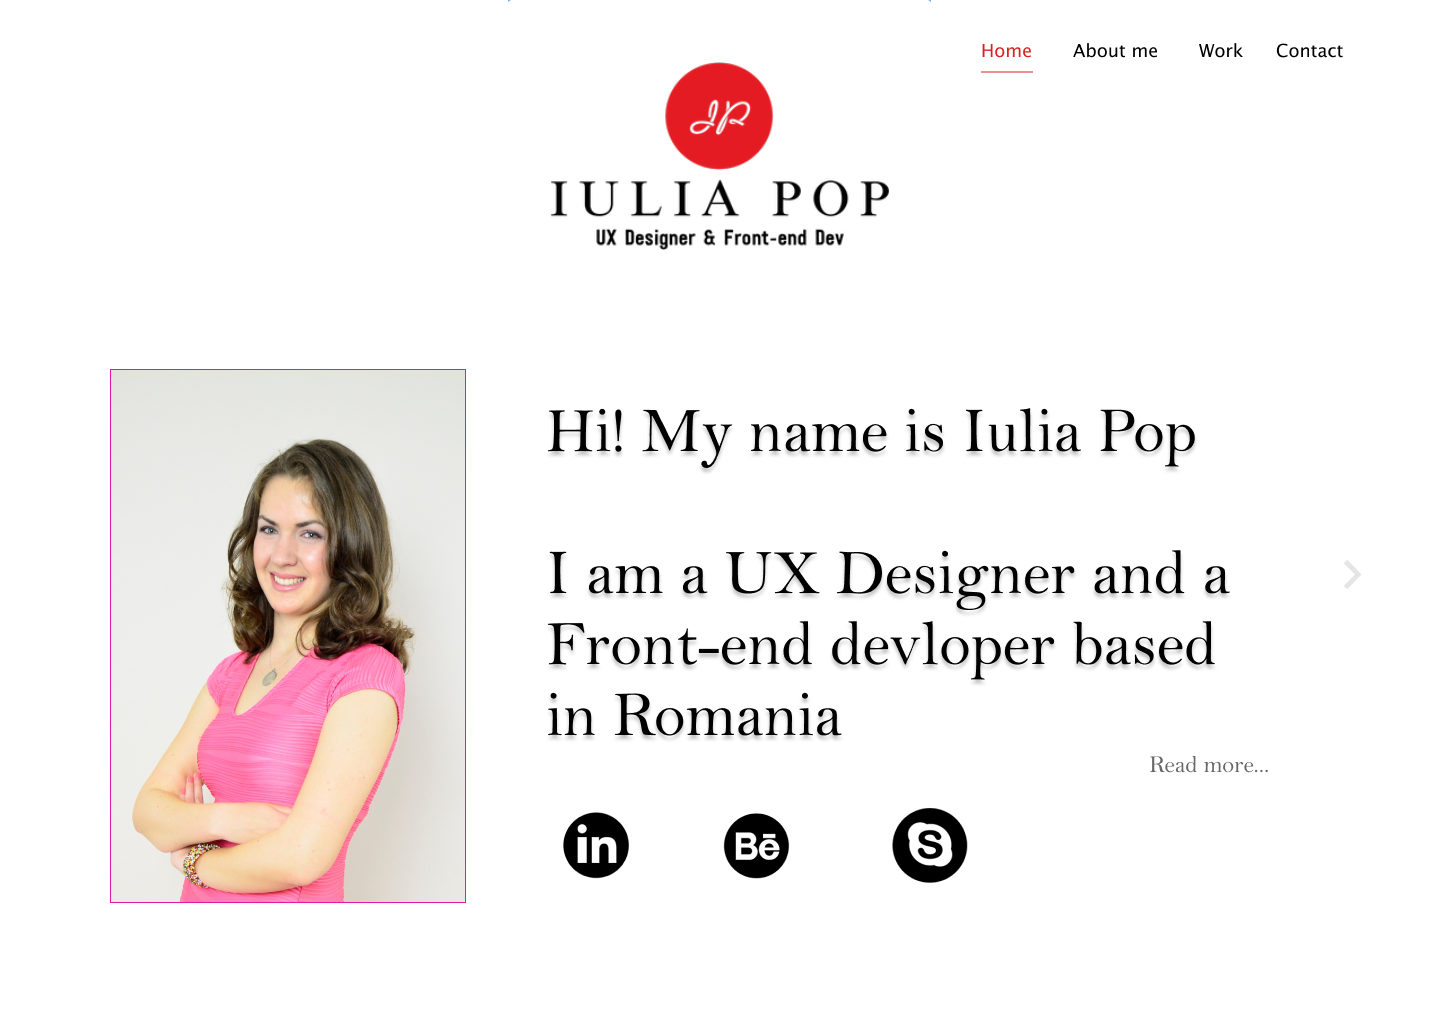 Home About me Work Contact
IP
IULIA POP
UX Designer & Front-end Dev
Hi! My name is Iulia Pop
I am a UX Designer and a
Front-end devloper based
in Romania
Read more...
in Bē S